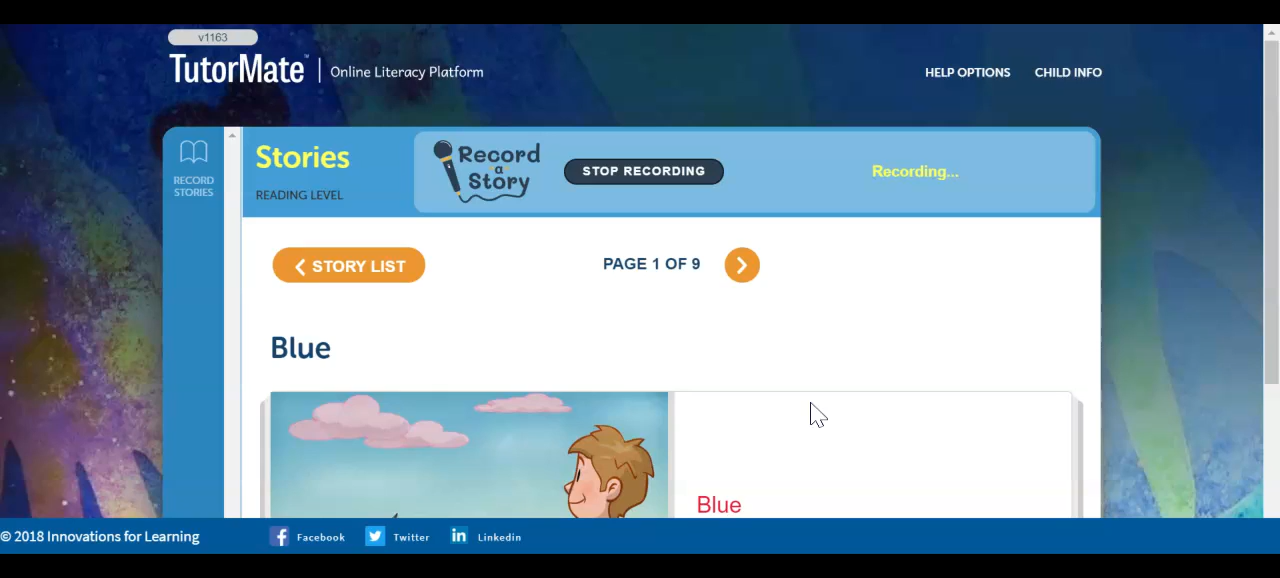 v1163
TutorMate™ | Online Literacy Platform
HELP OPTIONS
CHILD INFO
RECORD
STORIES
Stories
READING LEVEL
Record
a
Story
STOP RECORDING
Recording...
STORY LIST
PAGE 1 OF 9
Blue
Blue
© 2018 Innovations for Learning
Facebook
Twitter
Linkedin